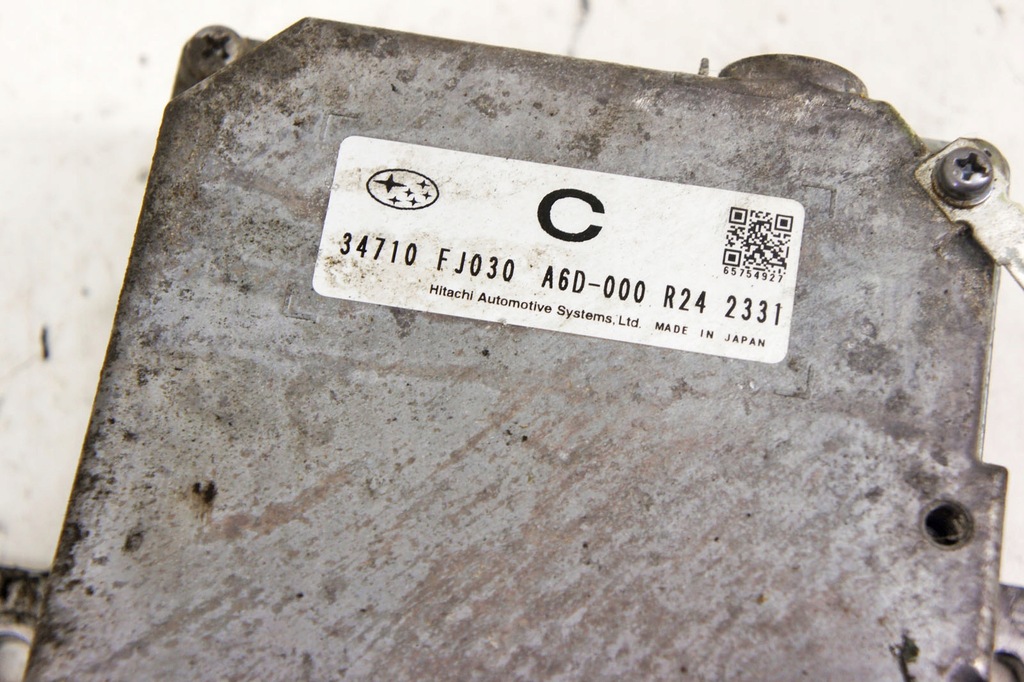 C
65754927
34710 FJ030 A6D-000 R24 2331
Hitachi Automotive Systems, Ltd. MADE IN JAPAN